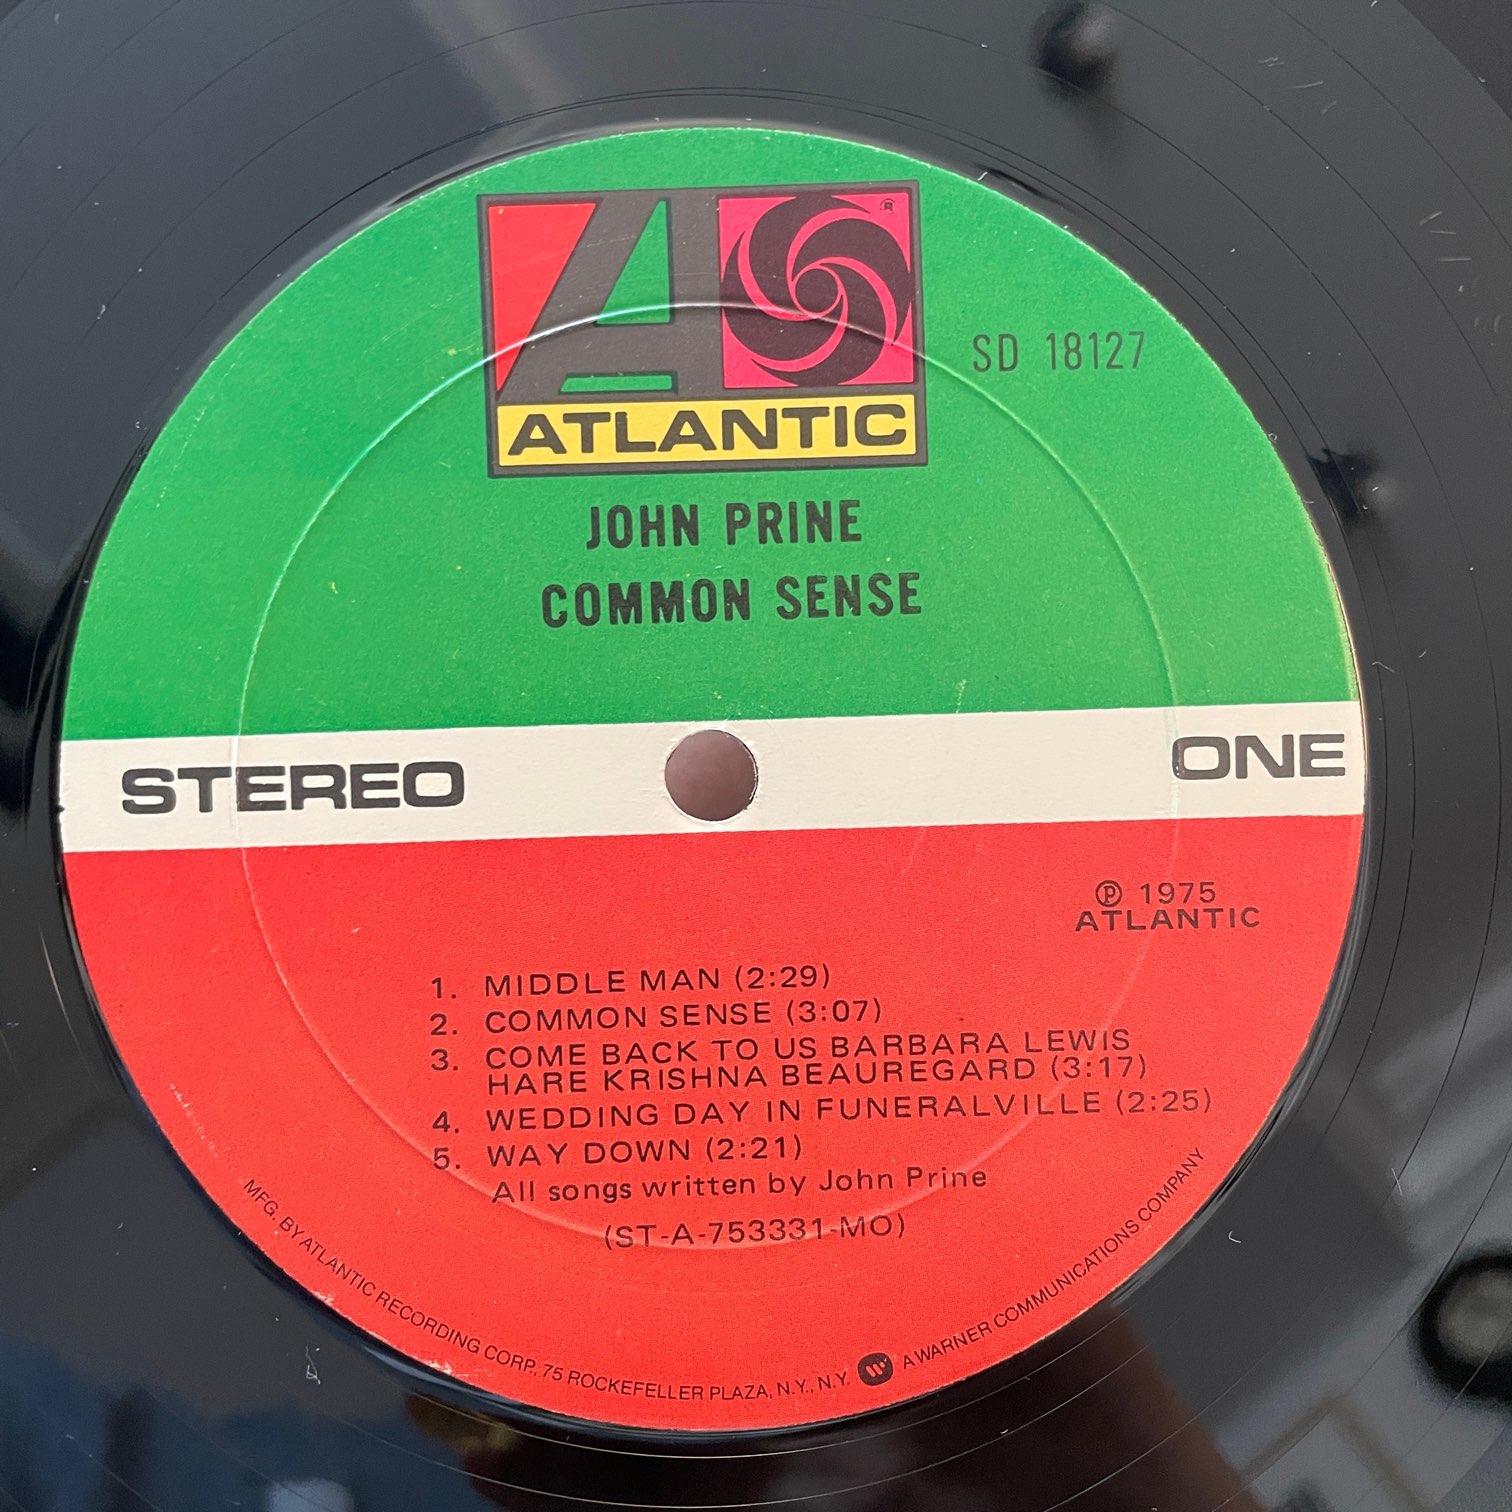 A
®
ATLANTIC
SD 18127
JOHN PRINE
COMMON SENSE
STEREO
ONE
℗ 1975
ATLANTIC
1. MIDDLE MAN (2:29)
2. COMMON SENSE (3:07)
3. COME BACK TO US BARBARA LEWIS
HARE KRISHNA BEAUREGARD (3:17)
4. WEDDING DAY IN FUNERALVILLE (2:25)
5. WAY DOWN (2:21)
All songs written by John Prine
(ST-A-753331-MO)
MFG. BY ATLANTIC RECORDING CORP., 75 ROCKEFELLER PLAZA, N.Y., N.Y. W A WARNER COMMUNICATIONS COMPANY